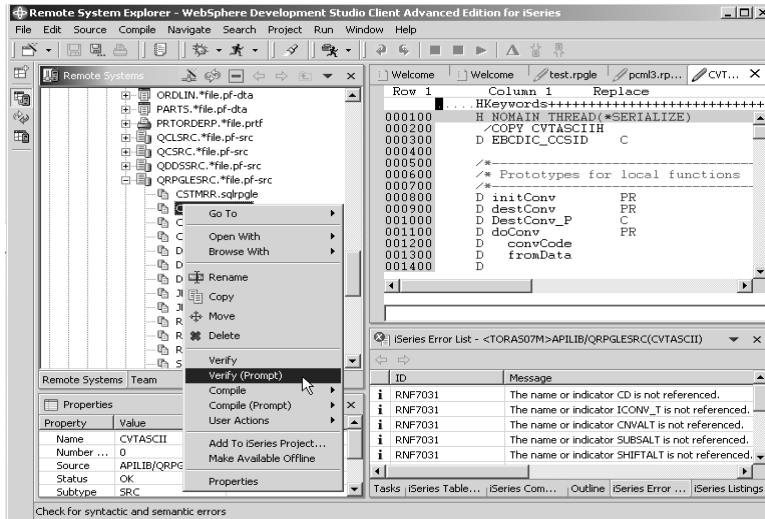 Remote System Explorer - WebSphere Development Studio Client Advanced Edition for iSeries
File Edit Source Compile Navigate Search Project Run Window Help
Remote Systems
ORDLIN.*file.pf-dta
PARTS.*file.pf-dta
PRTORDERP.*file.prtf
QCLSRC.*file.pf-src
QCSRC.*file.pf-src
QDDSSRC.*file.pf-src
QRPGLESRC.*file.pf-src
CSTMRR.sqlrpgle
C
C
C
D
D
D
D
JI
JI
R
R
R
S
Go To
Open With
Browse With
Rename
Copy
Move
Delete
Verify
Verify (Prompt)
Compile
Compile (Prompt)
User Actions
Add To iSeries Project...
Make Available Offline
Properties
Remote Systems Team
Properties
Property Value
Name CVTASCII
Number ... 0
Source APILIB/QRPG
Status OK
Subtype SRC
Welcome Welcome test.rpgle pcml3.rp... CVT...
Row 1 Column 1 Replace
.....HKeywords++++++++++++++++++++++++++
000100 H NOMAIN THREAD(*SERIALIZE)
000200 /COPY CVTASCIIH
000300 D EBCDIC_CCSID C
000400
000500 /*------------------------------
000600 /* Prototypes for local functions
000700 /*------------------------------
000800 D initConv PR
000900 D destConv PR
001000 D DestConv_P C
001100 D doConv PR
001200 D convCode
001300 D fromData
001400 D
iSeries Error List - <TORAS07M>APILIB/QRPGLESRC(CVTASCII)
ID Message
i RNF7031 The name or indicator CD is not referenced.
i RNF7031 The name or indicator ICONV_T is not referenced.
i RNF7031 The name or indicator CNVALT is not referenced.
i RNF7031 The name or indicator SUBSALT is not referenced.
i RNF7031 The name or indicator SHIFTALT is not referenced.
Tasks iSeries Table... iSeries Com... Outline iSeries Error ... iSeries Listings
Check for syntactic and semantic errors